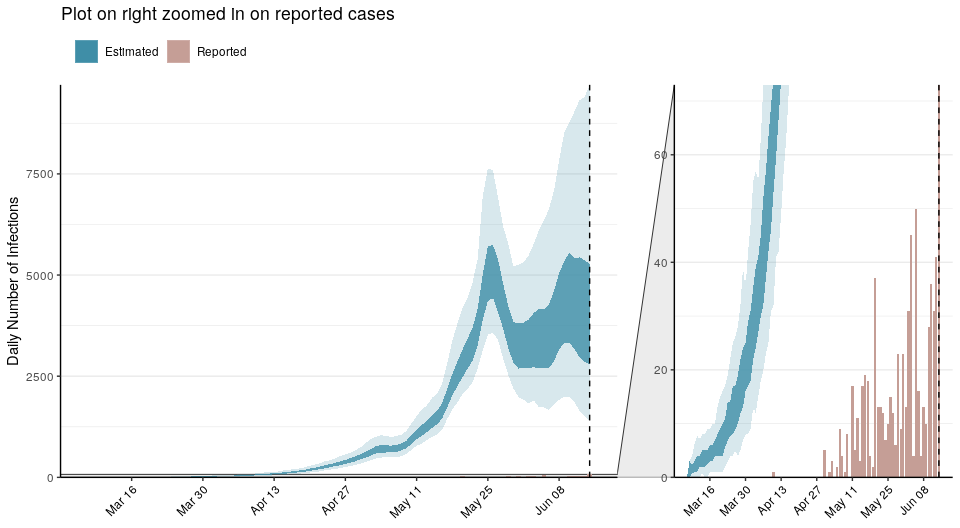 Plot on right zoomed in on reported cases
Estimated Reported
Daily Number of Infections
7500
5000
2500
0
Mar 16 Mar 30 Apr 13 Apr 27 May 11 May 25 Jun 08
60
40
20
0
Mar 16 Mar 30 Apr 13 Apr 27 May 11 May 25 Jun 08